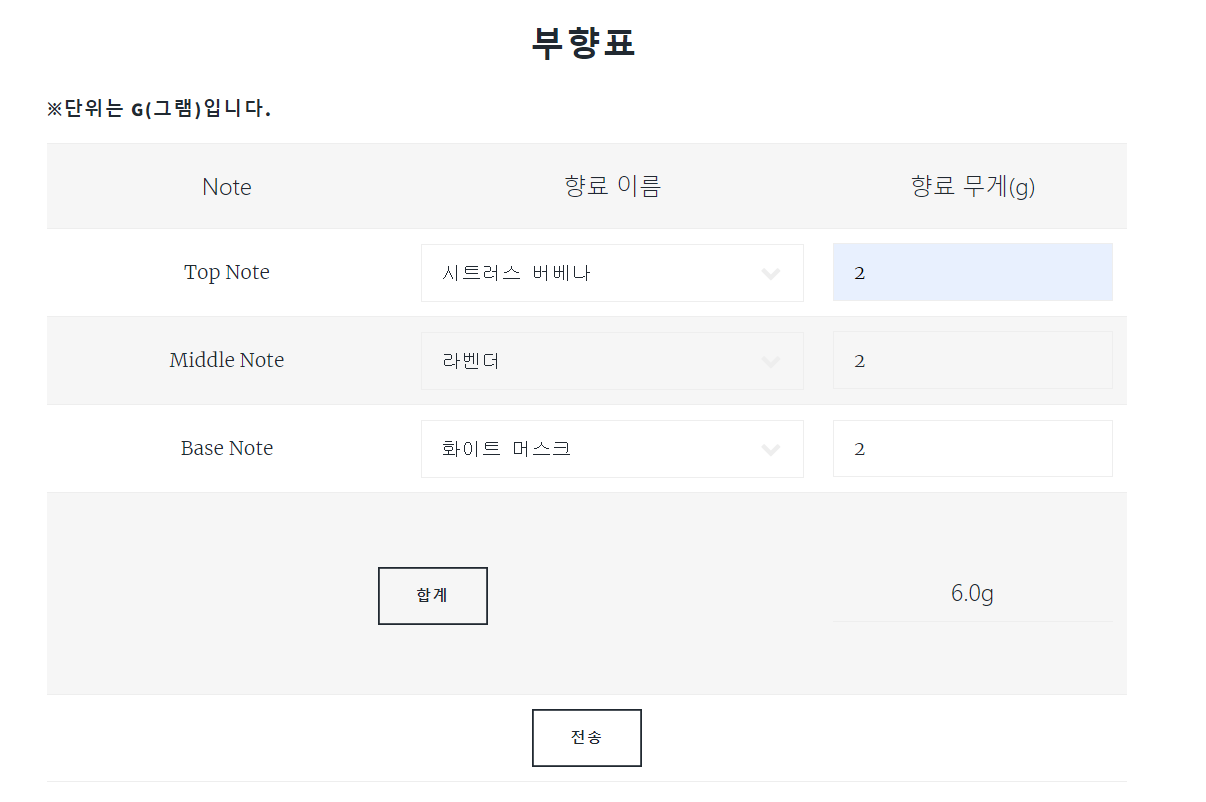 부향표
※단위는 G(그램)입니다.
Note 향료 이름 향료 무게(g)
Top Note 시트러스 버베나 2
Middle Note 라벤더 2
Base Note 화이트 머스크 2
합계 6.0g
전송